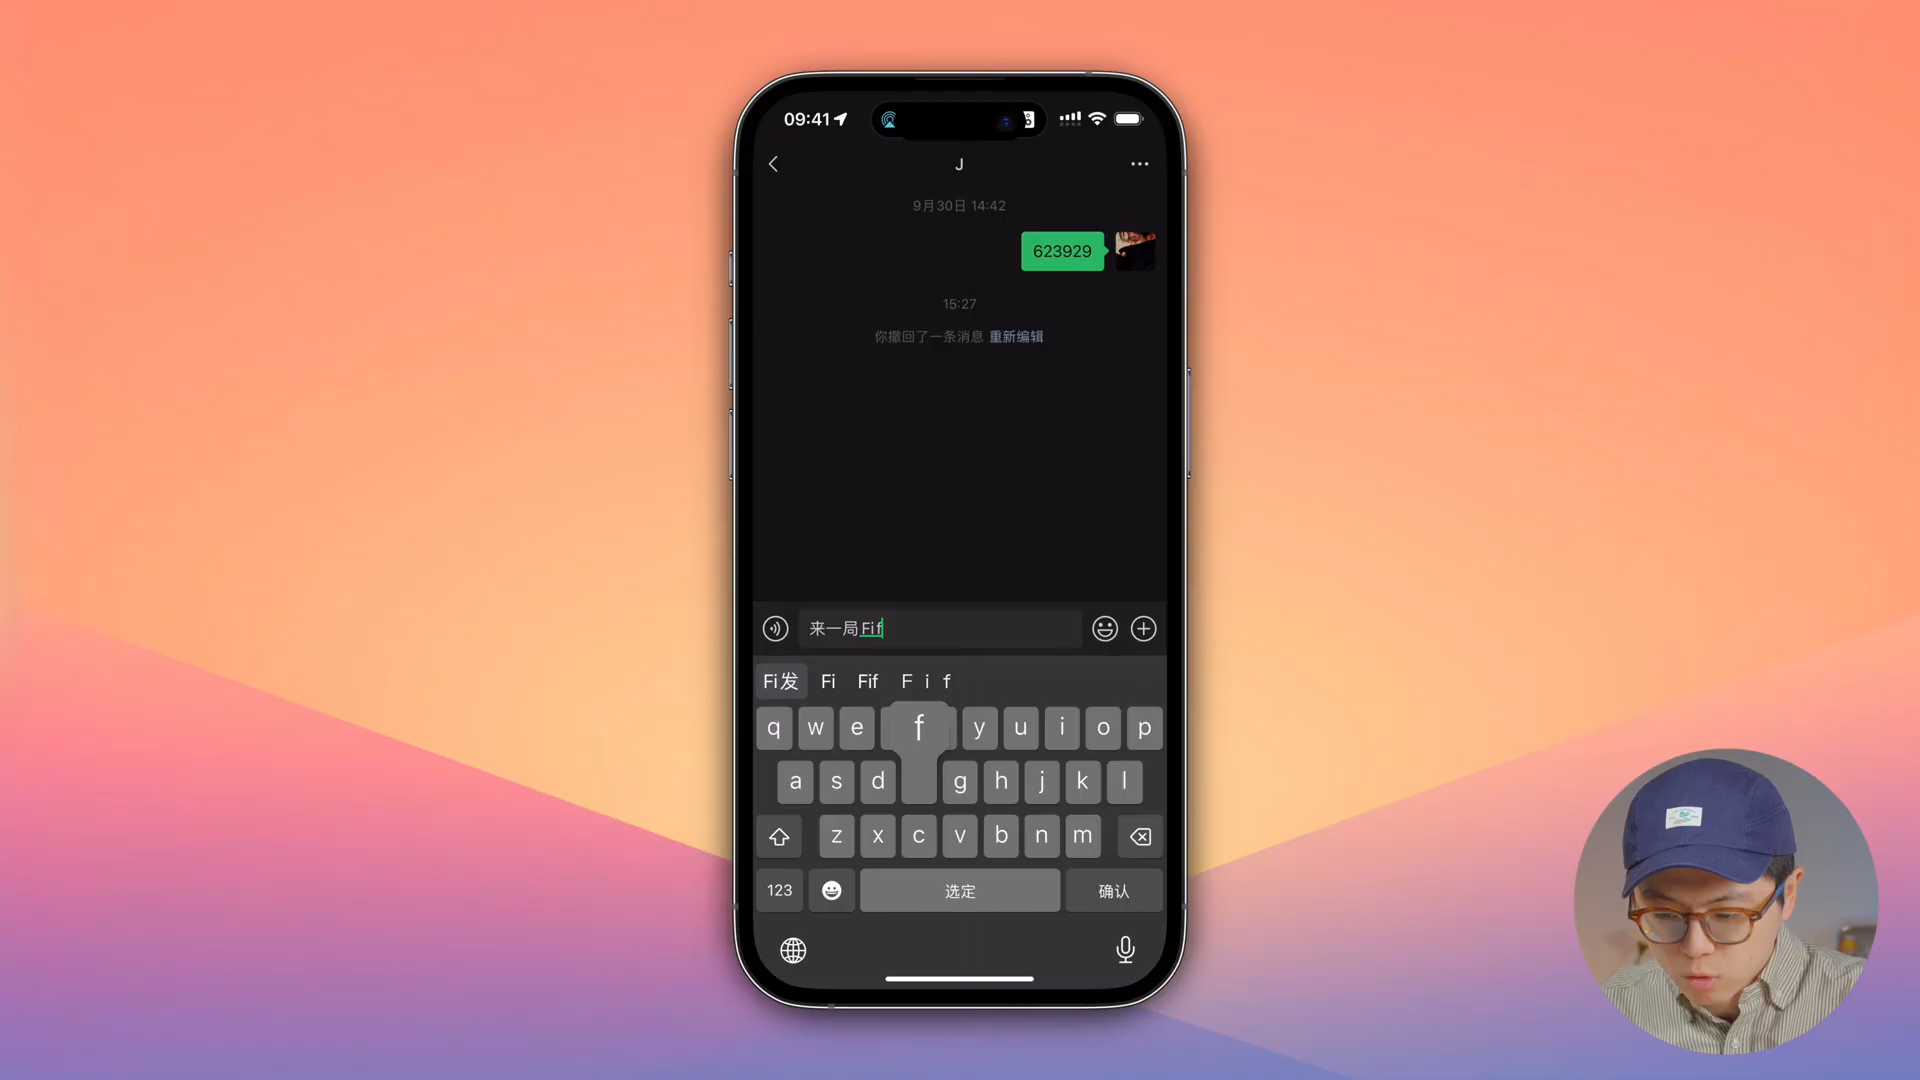 09:41
J
9月30日 14:42
623929
15:27
你撤回了一条消息 重新编辑
来一局Fif
Fi发 Fi Fif F i f
q w e f y u i o p
a s d g h j k l
z x c v b n m
123 选定 确认